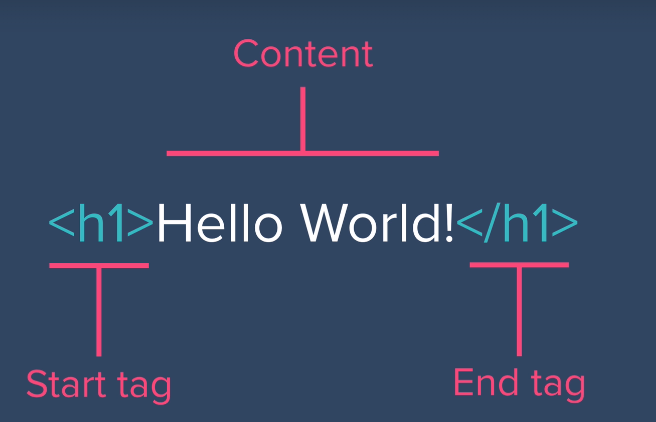 Content
<h1>Hello World!</h1>
Start tag
End tag